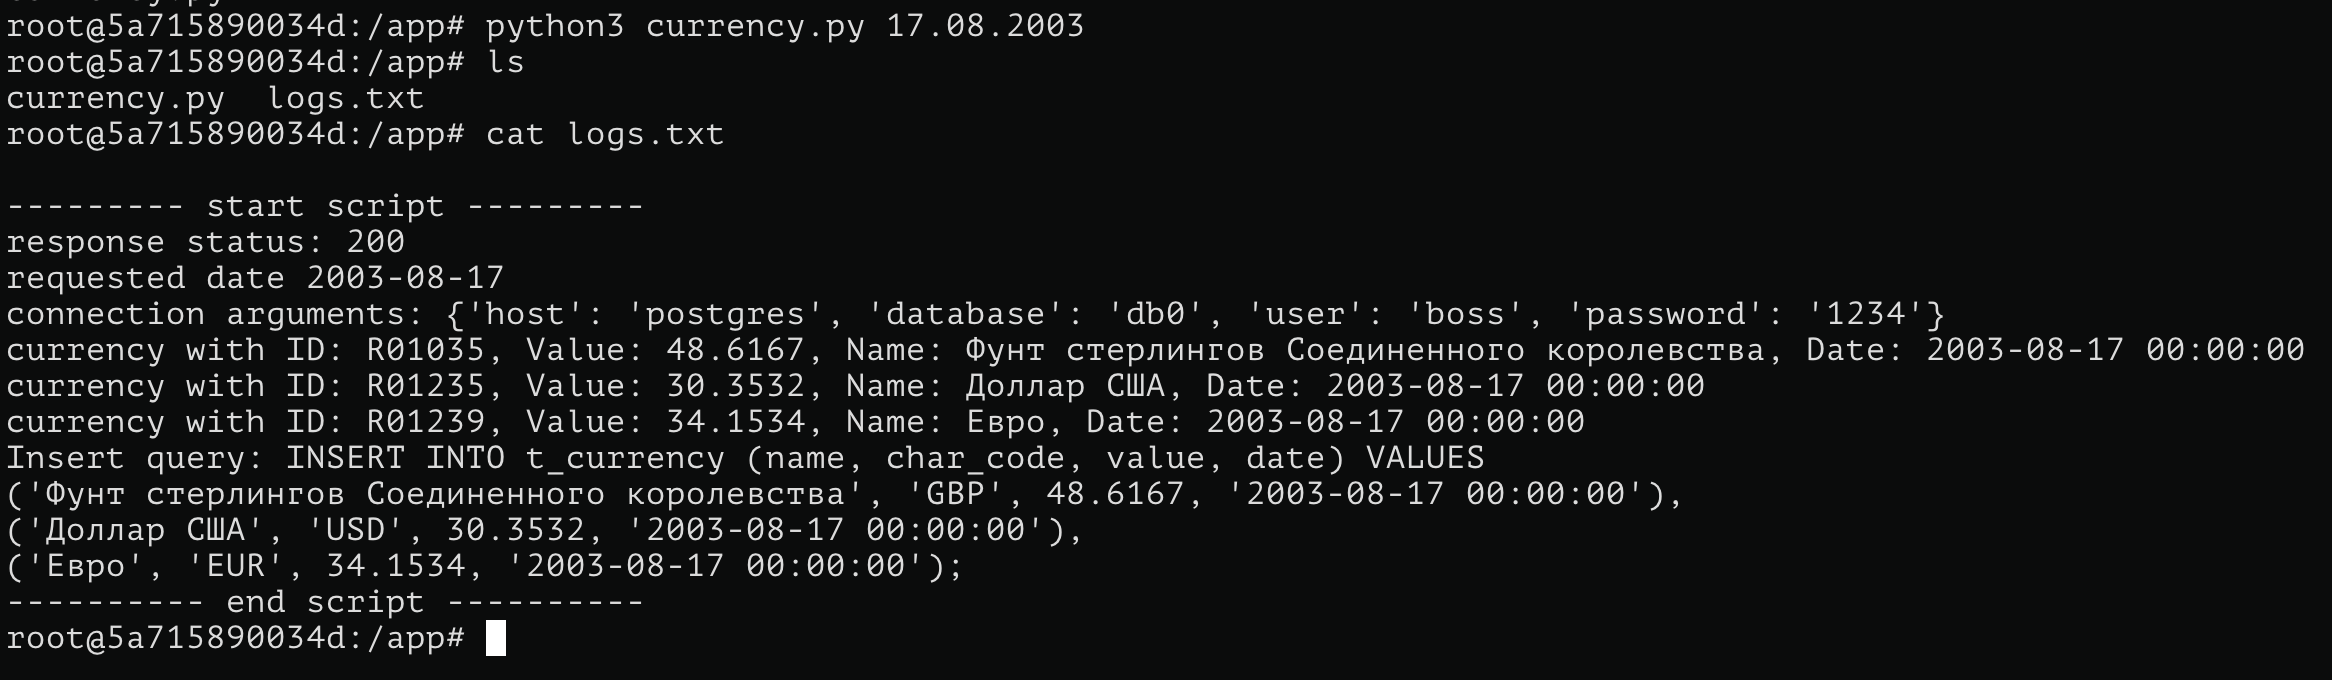 root@5a715890034d:/app# python3 currency.py 17.08.2003
root@5a715890034d:/app# ls
currency.py  logs.txt
root@5a715890034d:/app# cat logs.txt
--------- start script ---------
response status: 200
requested date 2003-08-17
connection arguments: {'host': 'postgres', 'database': 'db0', 'user': 'boss', 'password': '1234'}
currency with ID: R01035, Value: 48.6167, Name: Фунт стерлингов Соединенного королевства, Date: 2003-08-17 00:00:00
currency with ID: R01235, Value: 30.3532, Name: Доллар США, Date: 2003-08-17 00:00:00
currency with ID: R01239, Value: 34.1534, Name: Евро, Date: 2003-08-17 00:00:00
Insert query: INSERT INTO t_currency (name, char_code, value, date) VALUES
('Фунт стерлингов Соединенного королевства', 'GBP', 48.6167, '2003-08-17 00:00:00'),
('Доллар США', 'USD', 30.3532, '2003-08-17 00:00:00'),
('Евро', 'EUR', 34.1534, '2003-08-17 00:00:00');
---------- end script ----------
root@5a715890034d:/app#